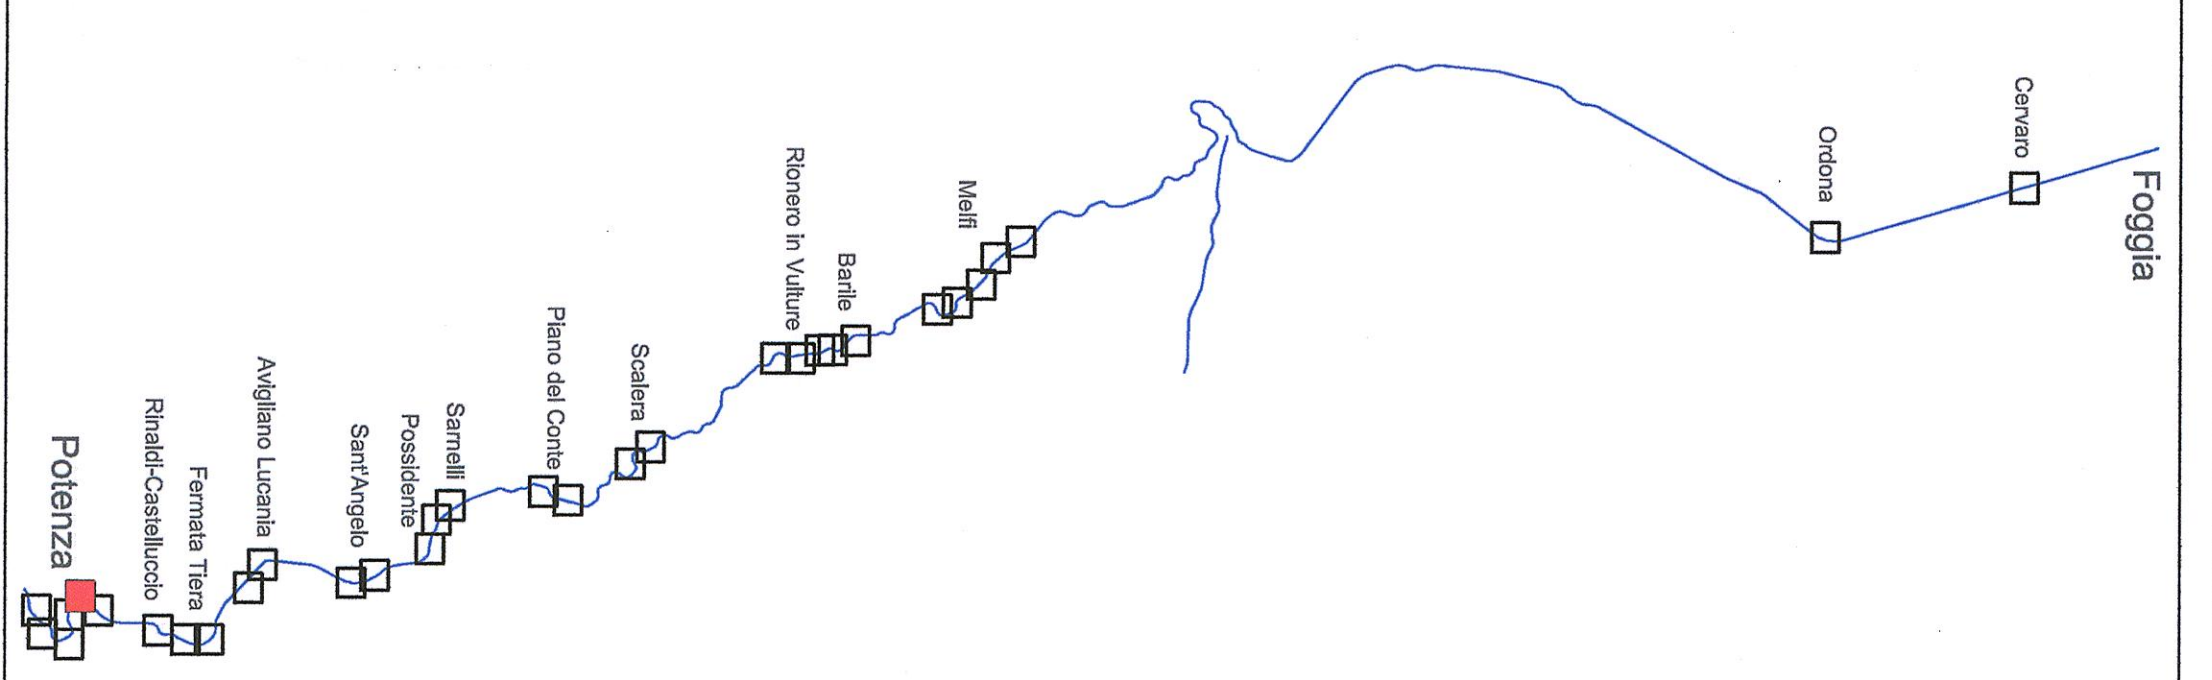 Foggia
Cervaro
Ordona
Melfi
Barile
Rionero in Vulture
Scalera
Piano del Conte
Sarnelli
Possidente
Sant'Angelo
Avigliano Lucania
Fermata Tiera
Rinaldi-Castelluccio
Potenza